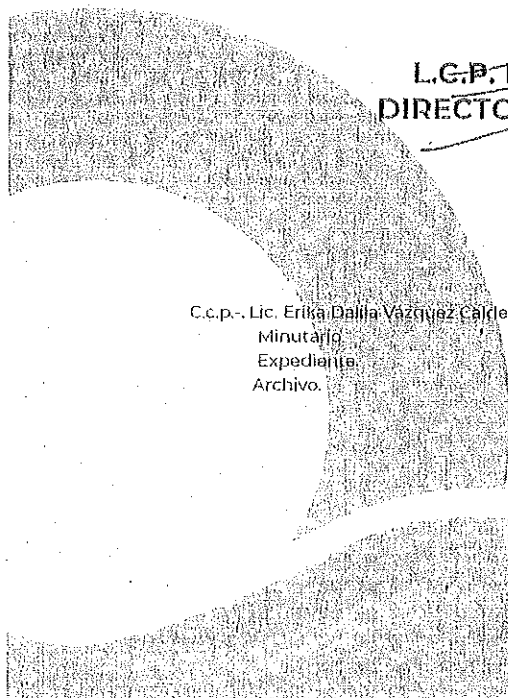 L.G.P. 
DIRECTO
C.c.p.-. Lic. Erika Dalila Vázquez Calde
Minutario
Expediente.
Archivo.